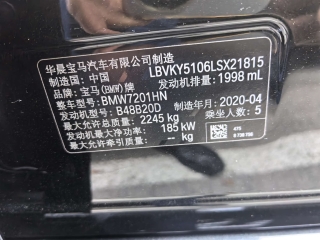 华晨宝马汽车有限公司制造
制造国：中国 LBVKY5106LSX21815
品牌：宝马(BMW)牌 发动机排量：1998 mL
整车型号：BMW7201HN
发动机型号：B48B20D 制造年月：2020-04
最大允许总质量：2245 kg 乘坐人数：5
发动机最大净功率：185 kW
最大允许牵引质量：-- kg